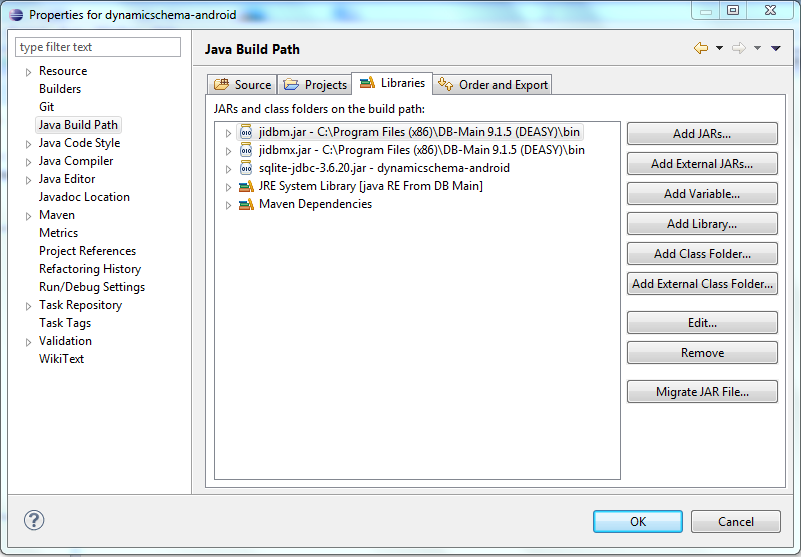 Properties for dynamicschema-android
type filter text
Resource
Builders
Git
Java Build Path
Java Code Style
Java Compiler
Java Editor
Javadoc Location
Maven
Metrics
Project References
Refactoring History
Run/Debug Settings
Task Repository
Task Tags
Validation
WikiText
Java Build Path
Source
Projects
Libraries
Order and Export
JARs and class folders on the build path:
jidbm.jar - C:\Program Files (x86)\DB-Main 9.1.5 (DEASY)\bin
jidbmx.jar - C:\Program Files (x86)\DB-Main 9.1.5 (DEASY)\bin
sqlite-jdbc-3.6.20.jar - dynamicschema-android
JRE System Library [java RE From DB Main]
Maven Dependencies
Add JARs...
Add External JARs...
Add Variable...
Add Library...
Add Class Folder...
Add External Class Folder...
Edit...
Remove
Migrate JAR File...
OK
Cancel